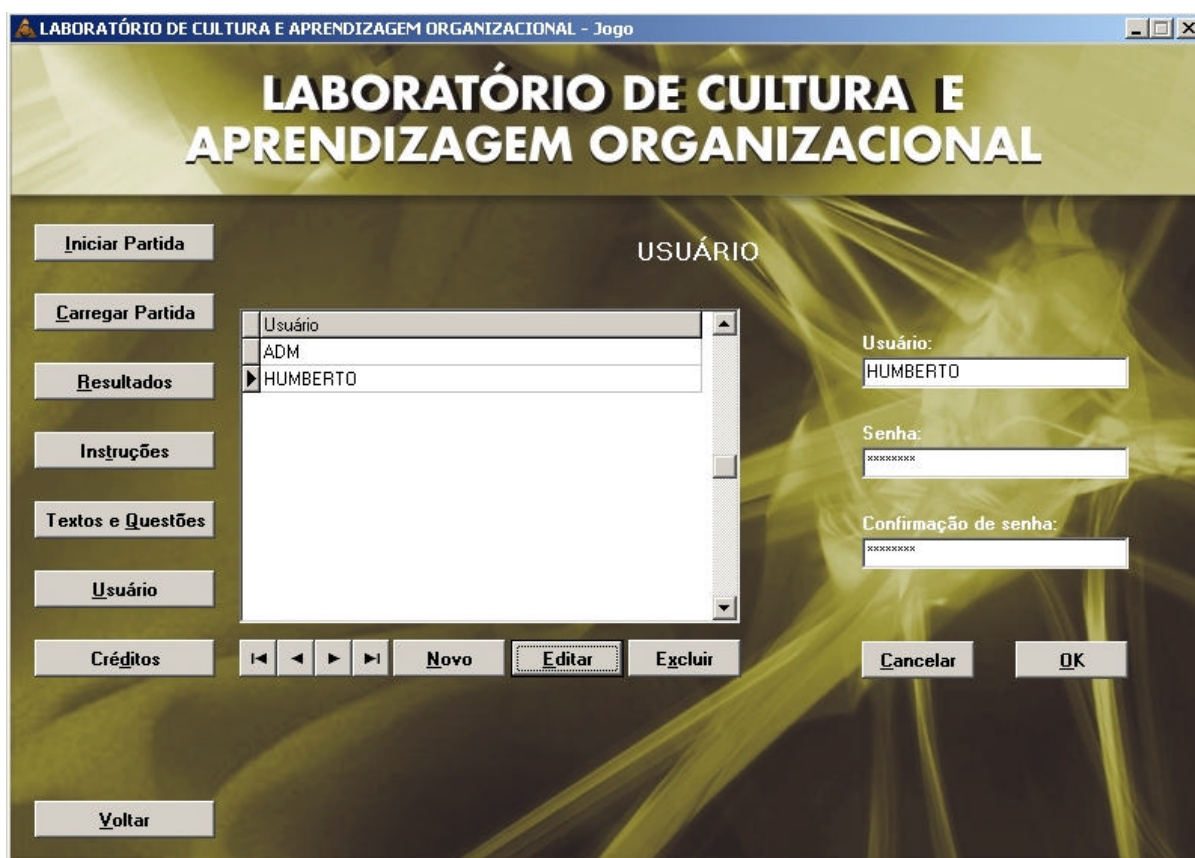 LABORATÓRIO DE CULTURA E APRENDIZAGEM ORGANIZACIONAL - Jogo
LABORATÓRIO DE CULTURA E
APRENDIZAGEM ORGANIZACIONAL
Iniciar Partida
Carregar Partida
Resultados
Instruções
Textos e Questões
Usuário
Créditos
Voltar
USUÁRIO
Usuário
ADM
HUMBERTO
Novo
Editar
Excluir
Usuário:
HUMBERTO
Senha:
********
Confirmação de senha:
********
Cancelar
OK